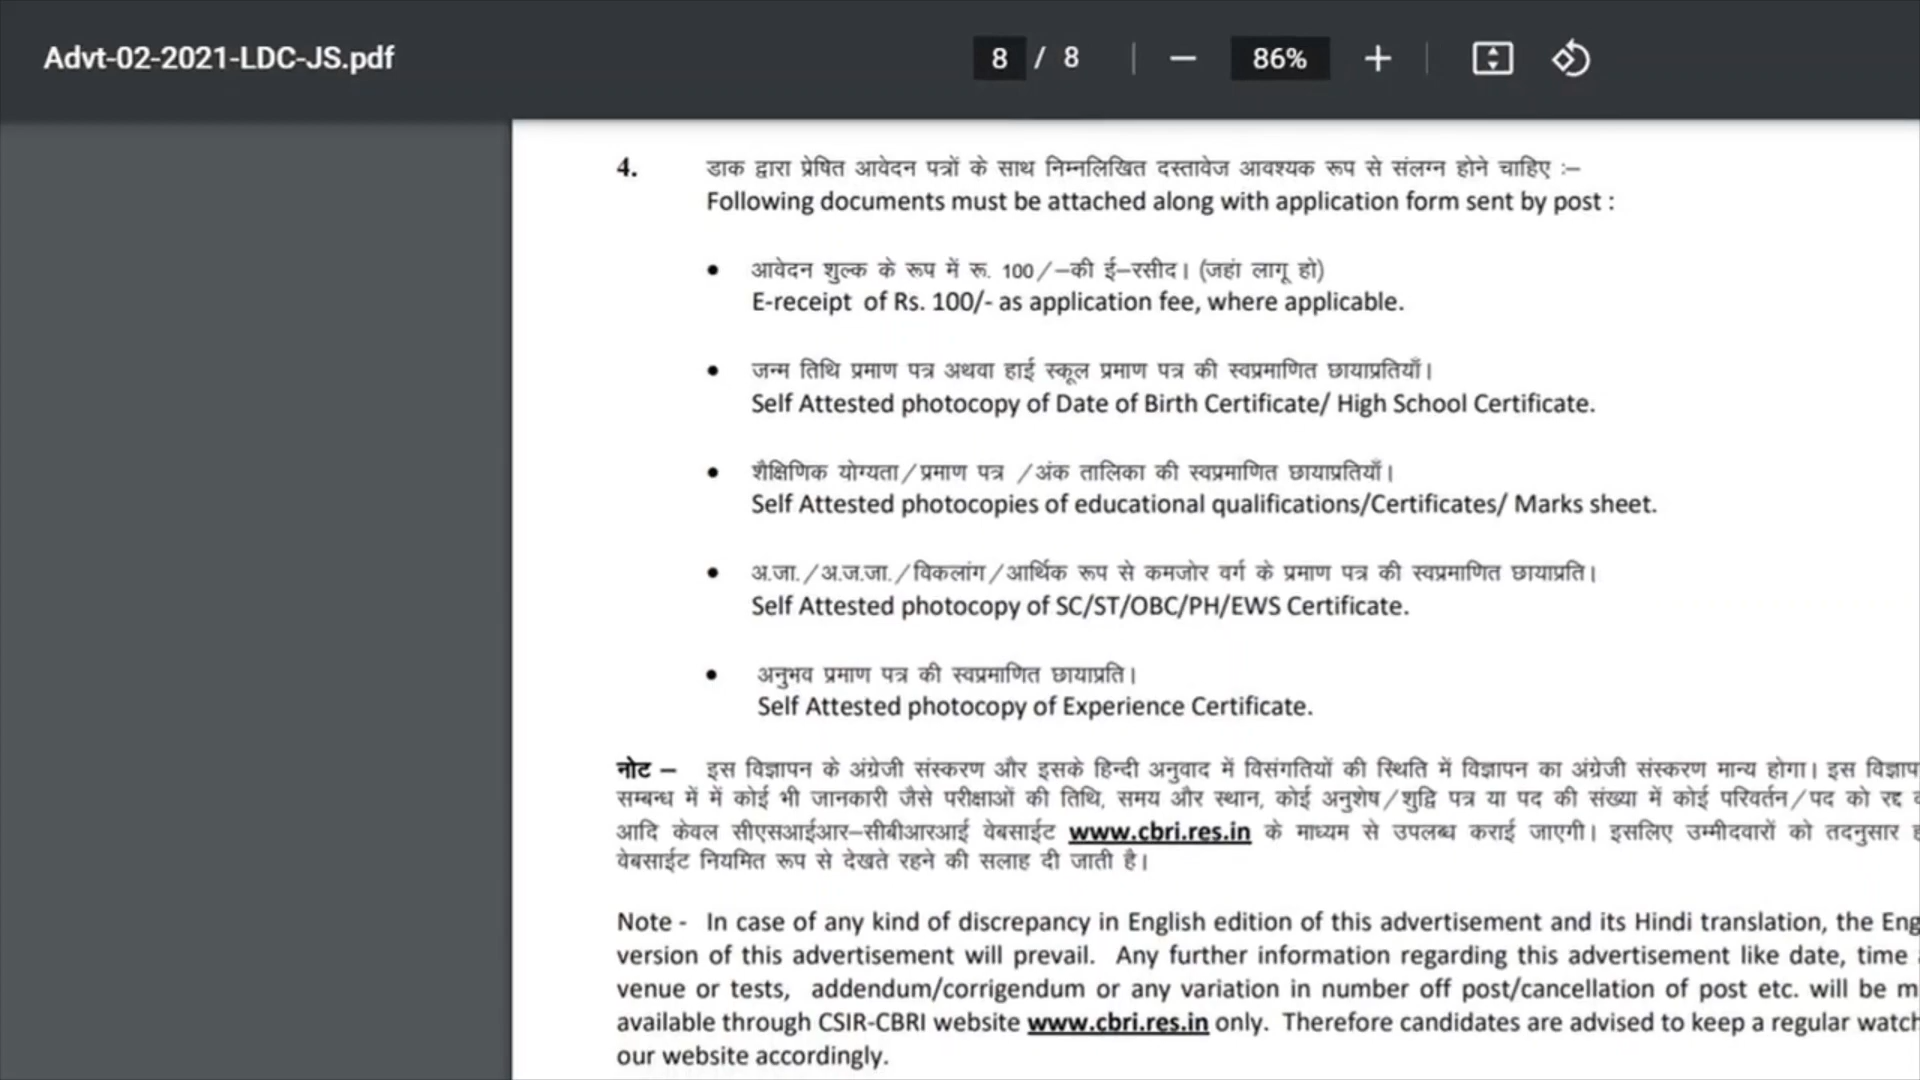 Advt-02-2021-LDC-JS.pdf
8 / 8
86%
4. डाक द्वारा प्रेषित आवेदन पत्रों के साथ निम्नलिखित दस्तावेज आवश्यक रूप से संलग्न होने चाहिए :–
Following documents must be attached along with application form sent by post :
• आवेदन शुल्क के रूप में रू. 100/–की ई–रसीद। (जहां लागू हो)
E-receipt of Rs. 100/- as application fee, where applicable.
• जन्म तिथि प्रमाण पत्र अथवा हाई स्कूल प्रमाण पत्र की स्वप्रमाणित छायाप्रतियाँ।
Self Attested photocopy of Date of Birth Certificate/ High School Certificate.
• शैक्षिणिक योग्यता/प्रमाण पत्र /अंक तालिका की स्वप्रमाणित छायाप्रतियाँ।
Self Attested photocopies of educational qualifications/Certificates/ Marks sheet.
• अ.जा./अ.ज.जा./विकलांग/आर्थिक रूप से कमजोर वर्ग के प्रमाण पत्र की स्वप्रमाणित छायाप्रति।
Self Attested photocopy of SC/ST/OBC/PH/EWS Certificate.
• अनुभव प्रमाण पत्र की स्वप्रमाणित छायाप्रति।
Self Attested photocopy of Experience Certificate.
नोट – इस विज्ञापन के अंग्रेजी संस्करण और इसके हिन्दी अनुवाद में विसंगतियों की स्थिति में विज्ञापन का अंग्रेजी संस्करण मान्य होगा। इस
सम्बन्ध में में कोई भी जानकारी जैसे परीक्षाओं की तिथि, समय और स्थान, कोई अनुशेष/शुद्वि पत्र या पद की संख्या में कोई परिवर्तन/पद को रद्द
आदि केवल सीएसआईआर–सीबीआरआई वेबसाईट www.cbri.res.in के माध्यम से उपलब्ध कराई जाएगी। इसलिए उम्मीदवारों को तदनुसार
वेबसाईट नियमित रूप से देखते रहने की सलाह दी जाती है।
Note - In case of any kind of discrepancy in English edition of this advertisement and its Hindi translation, the Eng
version of this advertisement will prevail. Any further information regarding this advertisement like date, time
venue or tests, addendum/corrigendum or any variation in number off post/cancellation of post etc. will be m
available through CSIR-CBRI website www.cbri.res.in only. Therefore candidates are advised to keep a regular watch
our website accordingly.